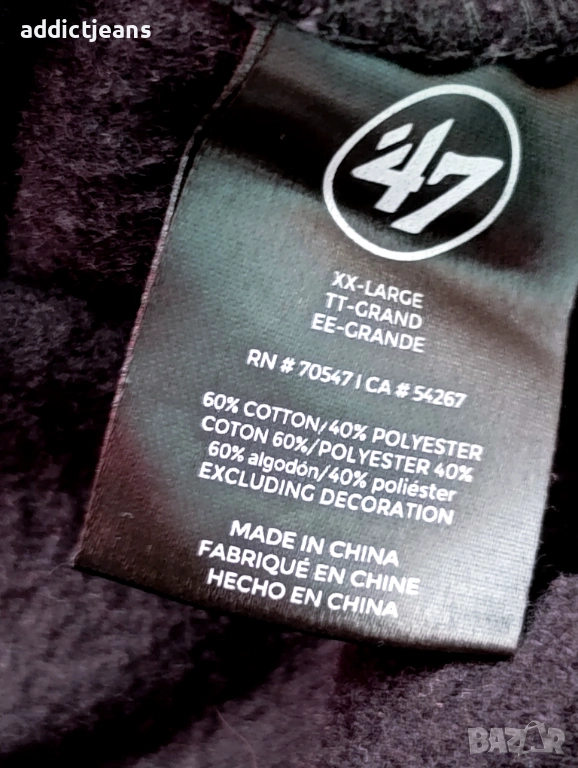 addictjeans
'47
XX-LARGE
TT-GRAND
EE-GRANDE
RN # 70547 | CA # 54267
60% COTTON/40% POLYESTER
COTON 60%/POLYESTER 40%
60% algodón/40% poliéster
EXCLUDING DECORATION
MADE IN CHINA
FABRIQUÉ EN CHINE
HECHO EN CHINA
BAZAR